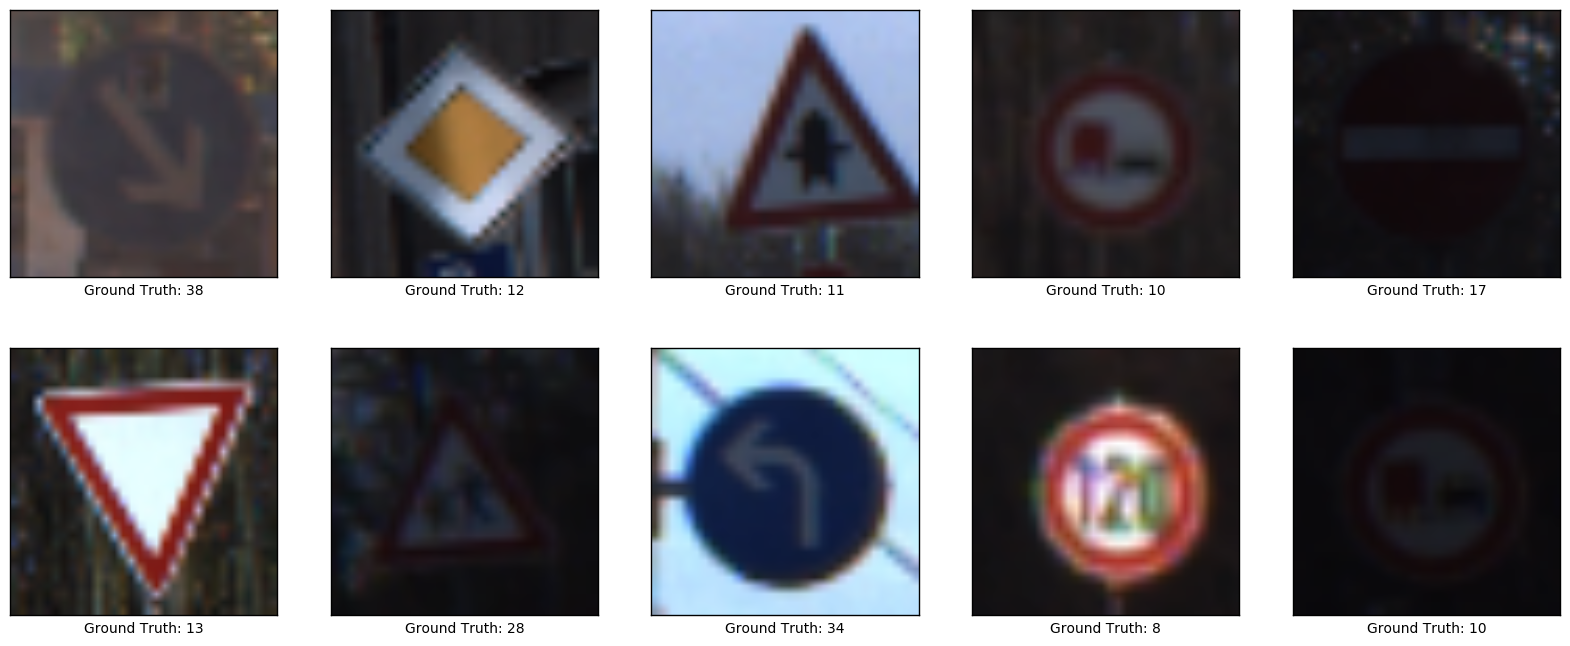 Ground Truth: 38
Ground Truth: 12
Ground Truth: 11
Ground Truth: 10
Ground Truth: 17
Ground Truth: 13
Ground Truth: 28
Ground Truth: 34
120
Ground Truth: 8
Ground Truth: 10